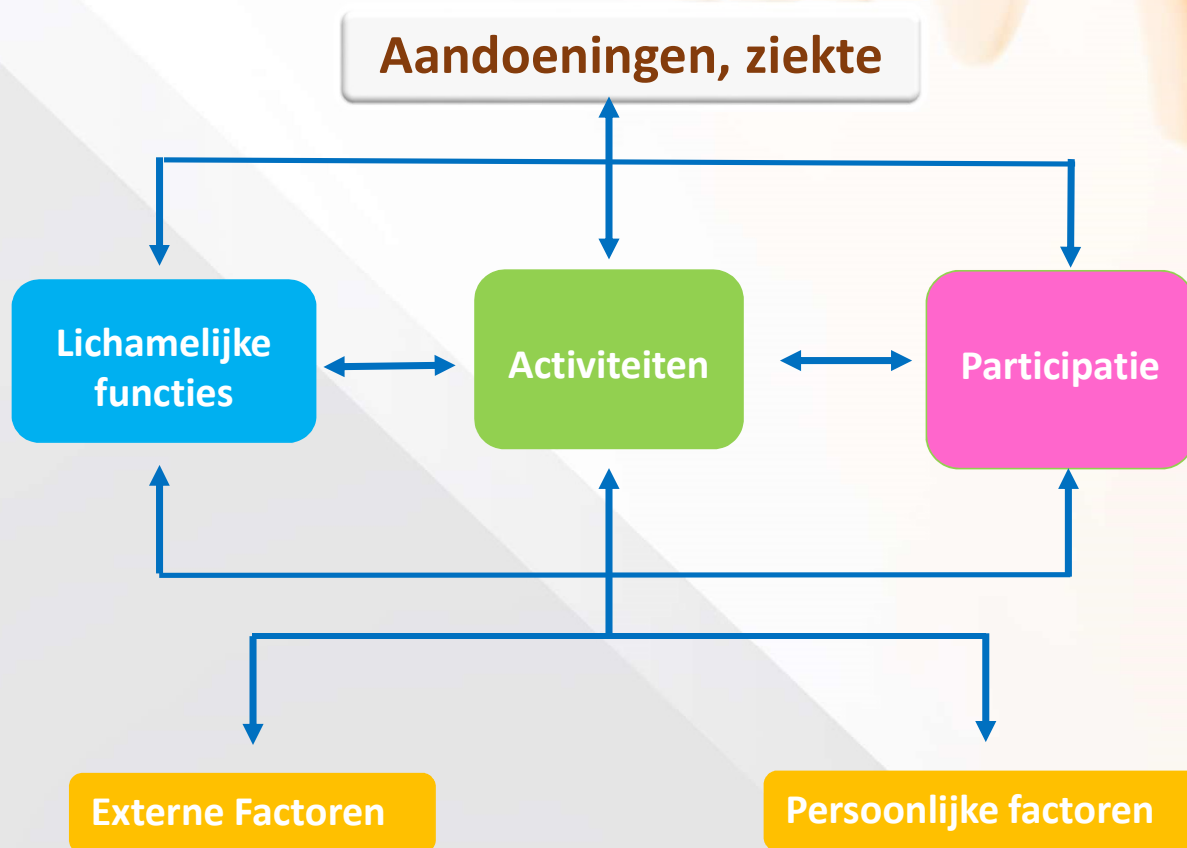 Aandoeningen, ziekte
Lichamelijke
functies
Activiteiten
Participatie
Externe Factoren
Persoonlijke factoren